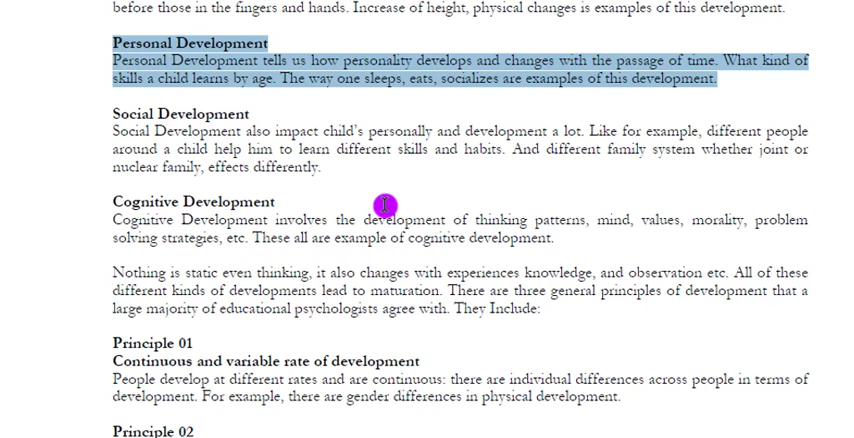 before those in the fingers and hands. Increase of height, physical changes is examples of this development.
Personal Development
Personal Development tells us how personality develops and changes with the passage of time. What kind of
skills a child learns by age. The way one sleeps, eats, socializes are examples of this development.
Social Development
Social Development also impact child's personally and development a lot. Like for example, different people
around a child help him to learn different skills and habits. And different family system whether joint or
nuclear family, effects differently.
Cognitive Development
Cognitive Development involves the development of thinking patterns, mind, values, morality, problem
solving strategies, etc. These all are example of cognitive development.
Nothing is static even thinking, it also changes with experiences knowledge, and observation etc. All of these
different kinds of developments lead to maturation. There are three general principles of development that a
large majority of educational psychologists agree with. They Include:
Principle 01
Continuous and variable rate of development
People develop at different rates and are continuous: there are individual differences across people in terms of
development. For example, there are gender differences in physical development.
Principle 02